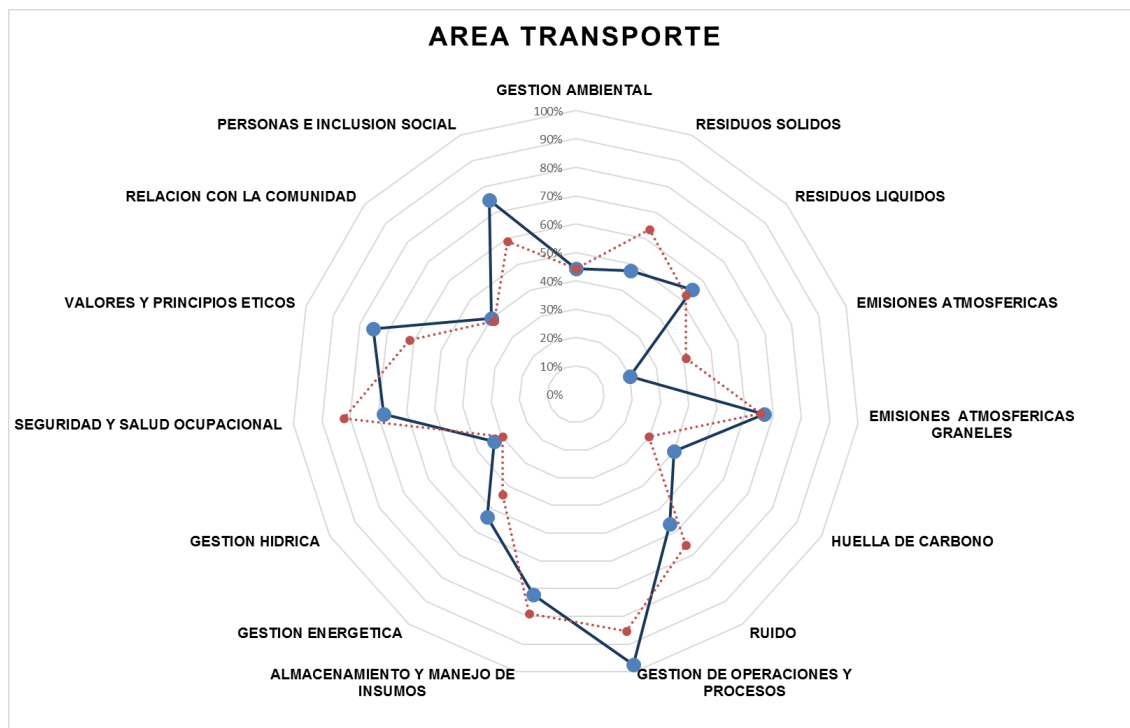 AREA TRANSPORTE
GESTION AMBIENTAL
100%
90%
80%
70%
60%
50%
40%
30%
20%
10%
0%
RESIDUOS SOLIDOS
RESIDUOS LIQUIDOS
EMISIONES ATMOSFERICAS
EMISIONES ATMOSFERICAS
GRANELES
HUELLA DE CARBONO
RUIDO
GESTION DE OPERACIONES Y
PROCESOS
ALMACENAMIENTO Y MANEJO DE
INSUMOS
GESTION ENERGETICA
GESTION HIDRICA
SEGURIDAD Y SALUD OCUPACIONAL
VALORES Y PRINCIPIOS ETICOS
RELACION CON LA COMUNIDAD
PERSONAS E INCLUSION SOCIAL